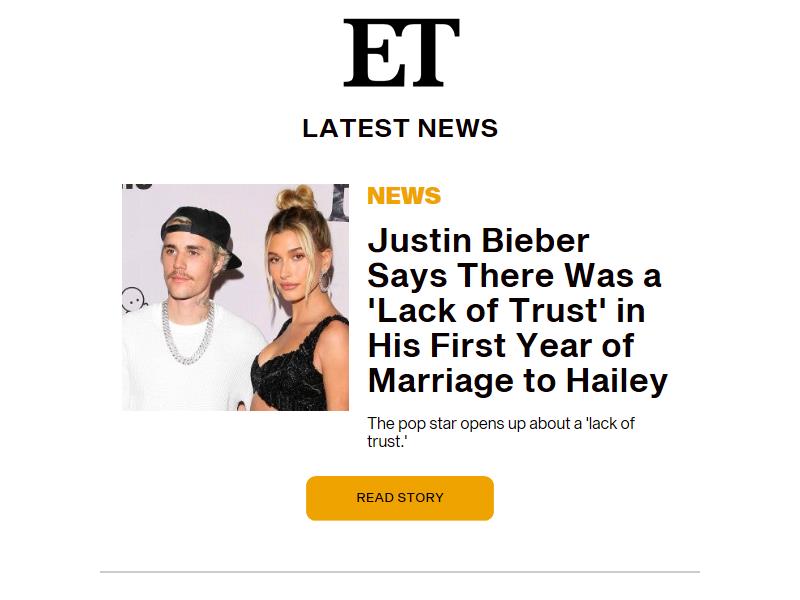 ET
LATEST NEWS
NEWS
Justin Bieber
Says There Was a
'Lack of Trust' in
His First Year of
Marriage to Hailey
The pop star opens up about a 'lack of
trust.'
READ STORY